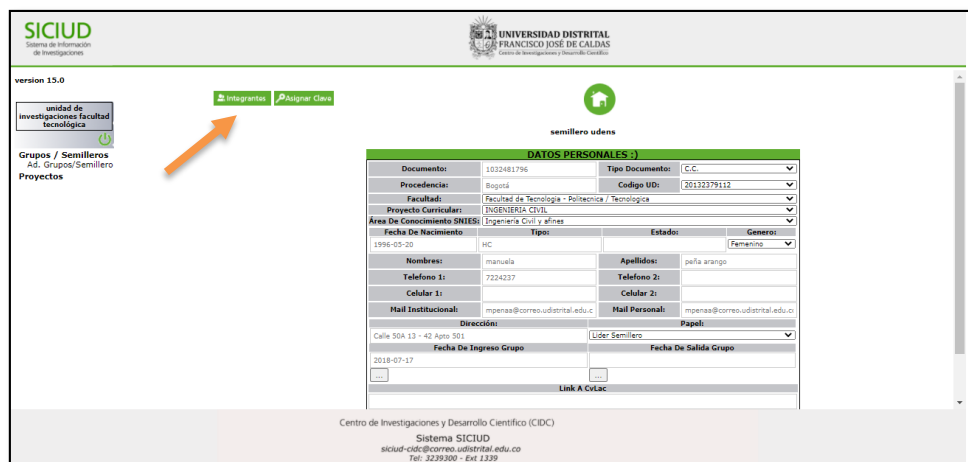 SICIUD
Sistema de Información
de Investigaciones
UNIVERSIDAD DISTRITAL
FRANCISCO JOSÉ DE CALDAS
Centro de Investigaciones y Desarrollo Científico
version 15.0
unidad de
investigaciones facultad
tecnológica
Grupos / Semilleros
Ad. Grupos/Semillero
Proyectos
Integrantes Asignar Clave
semillero udens
DATOS PERSONALES :)
Documento: 1032481796 Tipo Documento: C.C.
Procedencia: Bogotá Codigo UD: 20132379112
Facultad: Facultad de Tecnologia - Politecnica / Tecnologica
Proyecto Curricular: INGENIERIA CIVIL
Área De Conocimiento SNIES: Ingeniería Civil y afines
Fecha De Nacimiento Tipo: Estado: Genero:
1996-05-20 HC Femenino
Nombres: manuela Apellidos: peña arango
Telefono 1: 7224237 Telefono 2:
Celular 1: Celular 2:
Mail Institucional: mpenaa@correo.udistrital.edu.c Mail Personal: mpenaa@correo.udistrital.edu.co
Dirección: Papel:
Calle 50A 13 - 42 Apto 501 Lider Semillero
Fecha De Ingreso Grupo Fecha De Salida Grupo
2018-07-17
... ...
Link A CvLac
Centro de Investigaciones y Desarrollo Científico (CIDC)
Sistema SICIUD
siciud-cidc@correo.udistrital.edu.co
Tel: 3239300 - Ext 1339